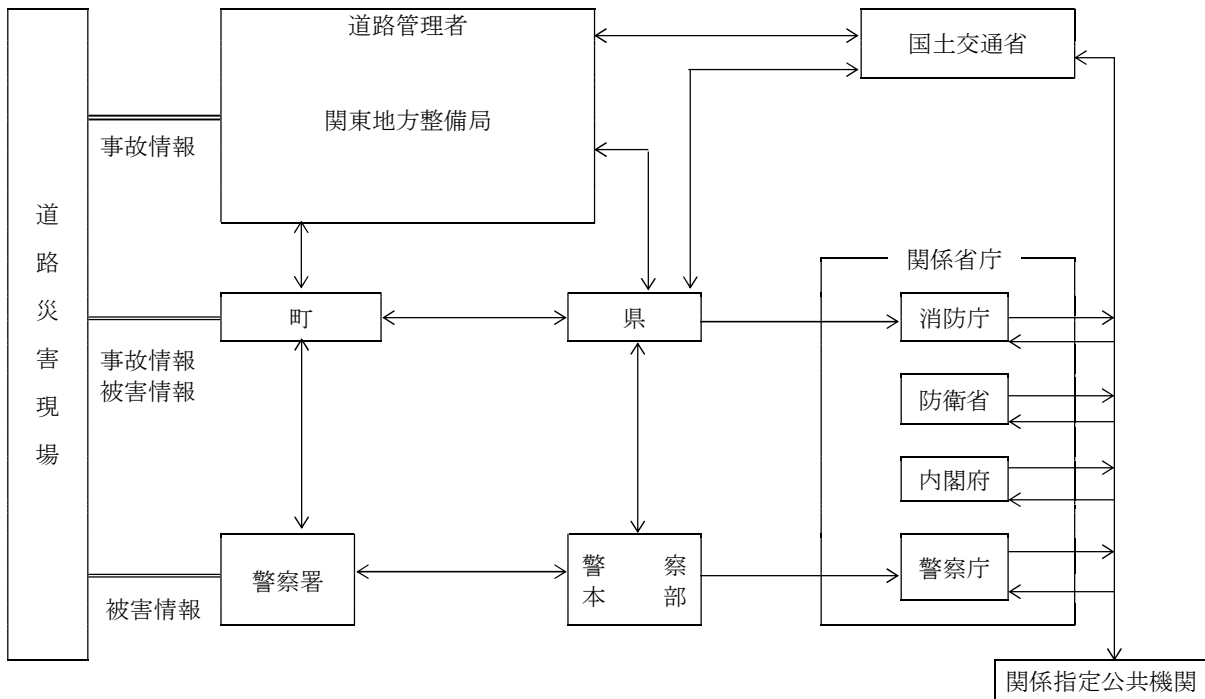 道路管理者
国土交通省
関東地方整備局
事故情報
道路災害現場
関係省庁
町
県
消防庁
事故情報
被害情報
防衛省
内閣府
警察署
警察
本部
警察庁
被害情報
関係指定公共機関